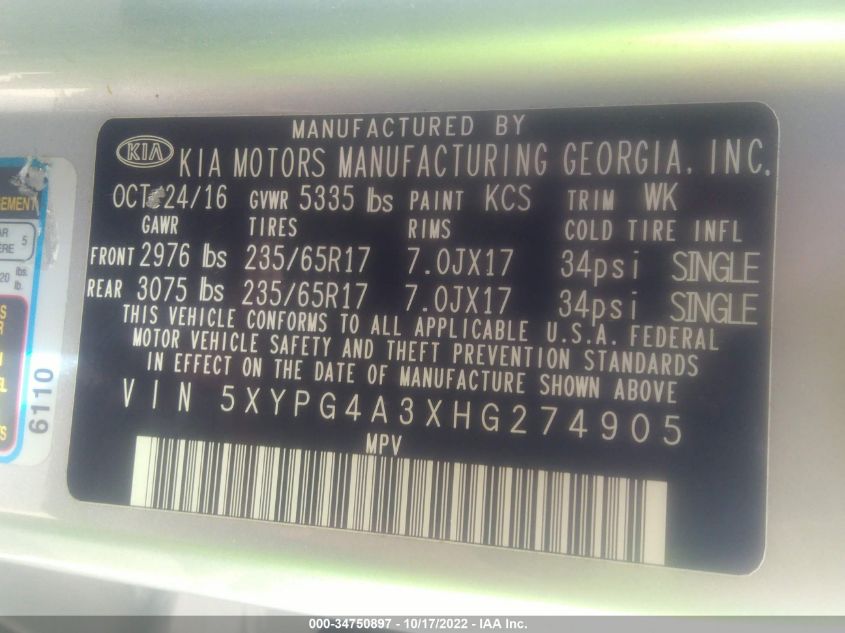 MANUFACTURED BY
KIA KIA MOTORS MANUFACTURING GEORGIA, INC.
OCT 24/16 GVWR 5335 lbs PAINT KCS TRIM WK
GAWR TIRES RIMS COLD TIRE INFL
FRONT 2976 lbs 235/65R17 7.0JX17 34psi SINGLE
REAR 3075 lbs 235/65R17 7.0JX17 34psi SINGLE
THIS VEHICLE CONFORMS TO ALL APPLICABLE U.S.A. FEDERAL
MOTOR VEHICLE SAFETY AND THEFT PREVENTION STANDARDS
IN EFFECT ON THE DATE OF MANUFACTURE SHOWN ABOVE
VIN 5XYPG4A3XHG274905
MPV
5
20 lbs.
lb.
6110
000-34750897 - 10/17/2022 - IAA Inc.